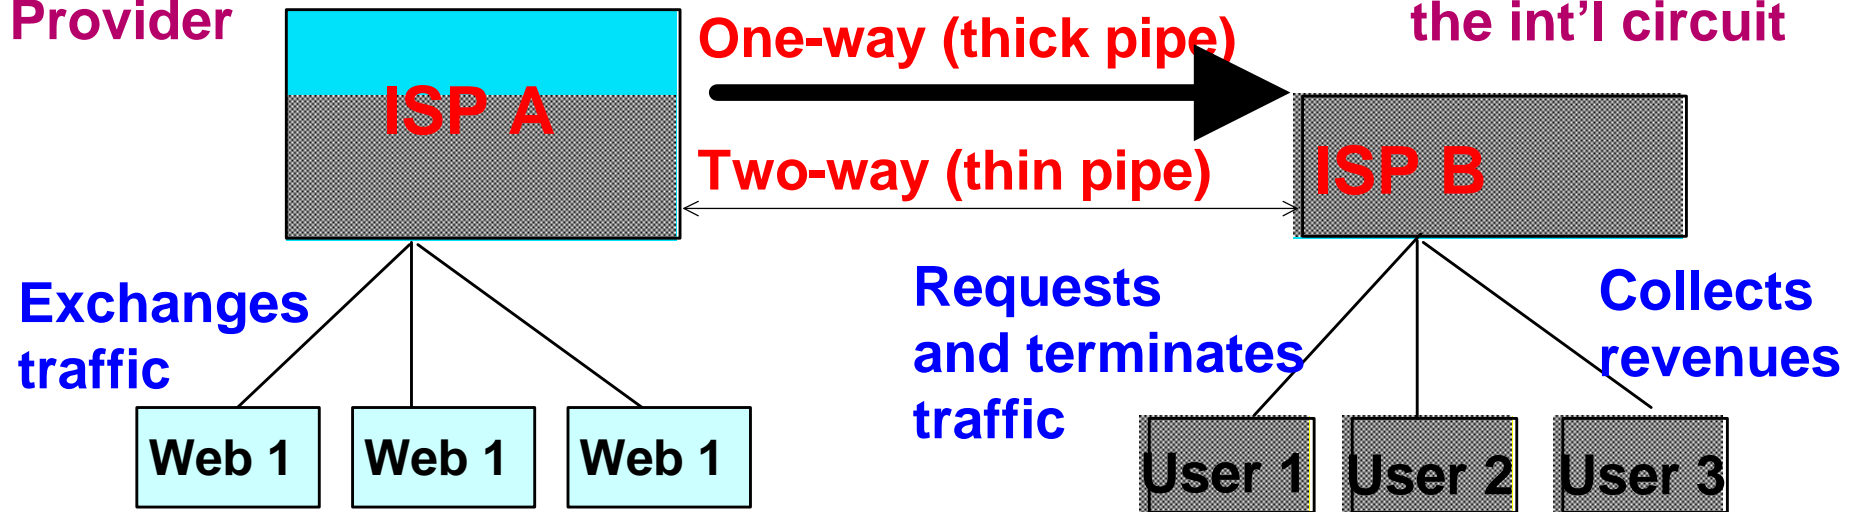 Provider
the int'l circuit
One-way (thick pipe)
ISP A
Two-way (thin pipe)
ISP B
Exchanges
traffic
Requests
and terminates
traffic
Collects
revenues
Web 1
Web 1
Web 1
User 1
User 2
User 3